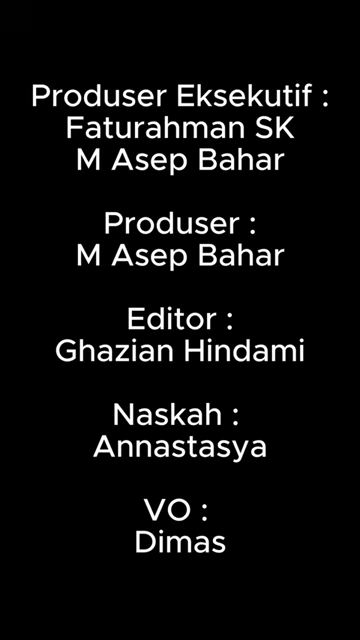 Produser Eksekutif :
Faturahman SK
M Asep Bahar
Produser :
M Asep Bahar
Editor :
Ghazian Hindami
Naskah :
Annastasya
VO :
Dimas